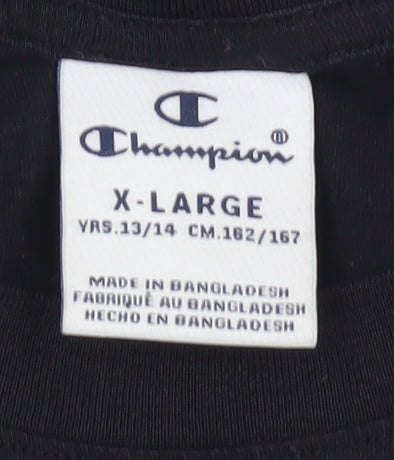 Champion®
X-LARGE
YRS.13/14 CM.162/167
MADE IN BANGLADESH
FABRIQUÉ AU BANGLADESH
HECHO EN BANGLADESH